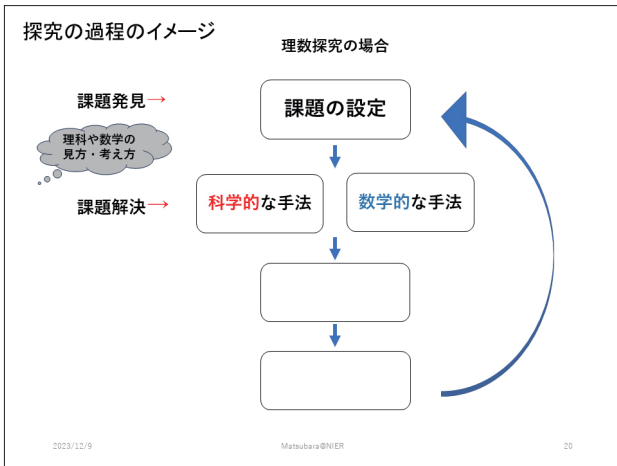 探究の過程のイメージ
理数探究の場合
課題発見→
課題の設定
理科や数学の
見方・考え方
課題解決→
科学的な手法
数学的な手法
2023/12/9
Matsubara@NIER
20